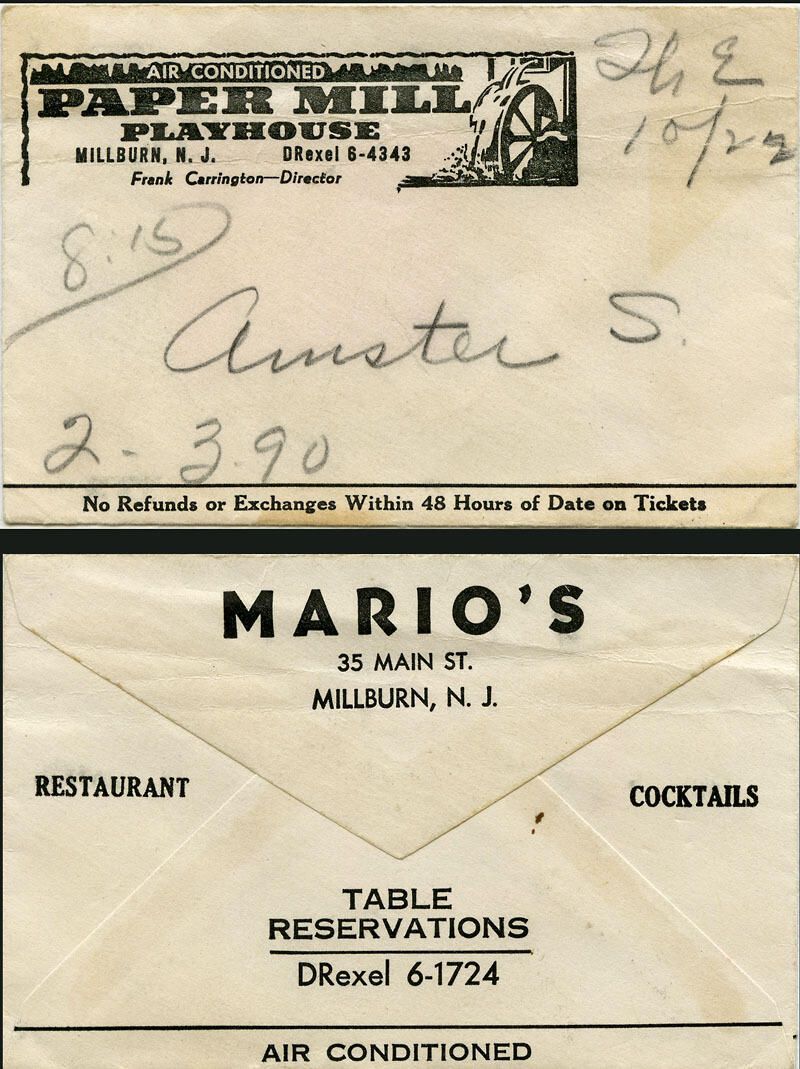 AIR CONDITIONED
PAPER MILL
PLAYHOUSE
MILLBURN, N. J. DRexel 6-4343
Frank Carrington—Director
Th E
10/22
8:15
Amster S.
2 - 3.90
No Refunds or Exchanges Within 48 Hours of Date on Tickets
MARIO'S
35 MAIN ST.
MILLBURN, N. J.
RESTAURANT COCKTAILS
TABLE
RESERVATIONS
DRexel 6-1724
AIR CONDITIONED